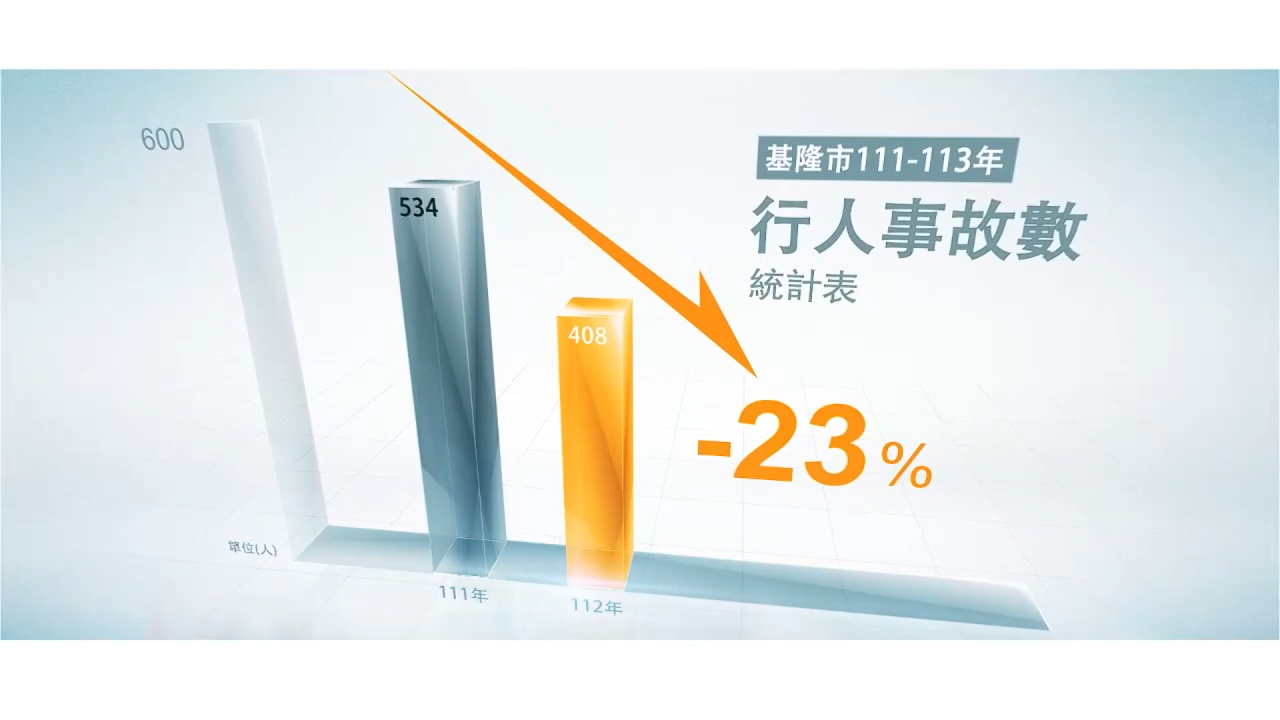 600
534
408
基隆市111-113年
行人事故數
統計表
-23%
單位(人)
111年
112年